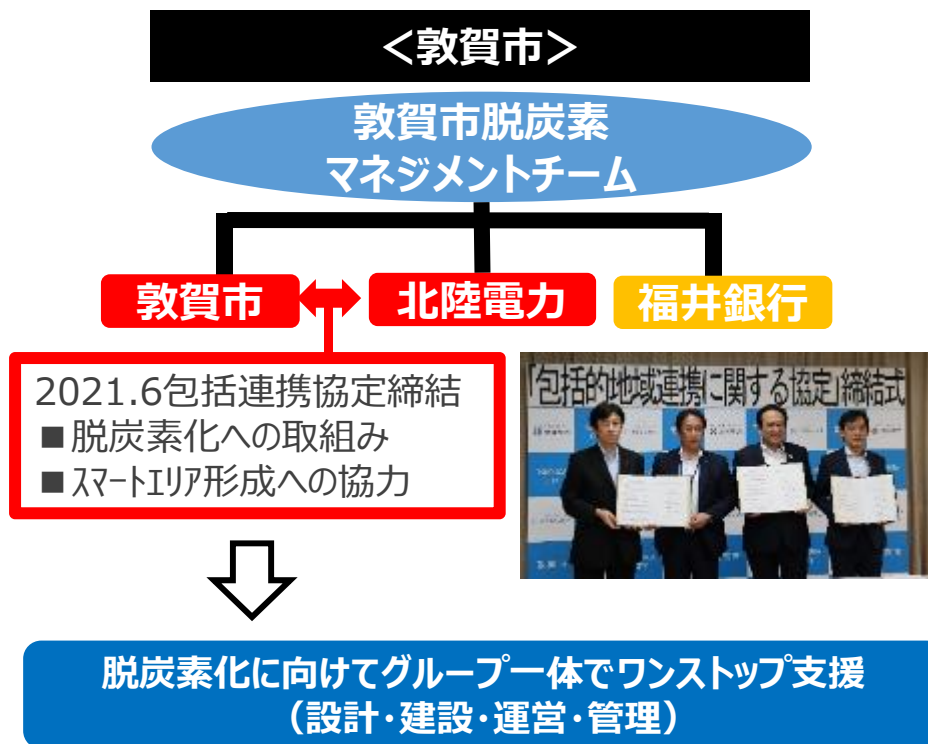 ＜敦賀市＞
敦賀市脱炭素
マネジメントチーム
敦賀市
北陸電力
福井銀行
2021.6包括連携協定締結
■脱炭素化への取組み
■ｽﾏｰﾄｴﾘｱ形成への協力
「包括的地域連携に関する協定」締結式
脱炭素化に向けてグループ一体でワンストップ支援
（設計・建設・運営・管理）